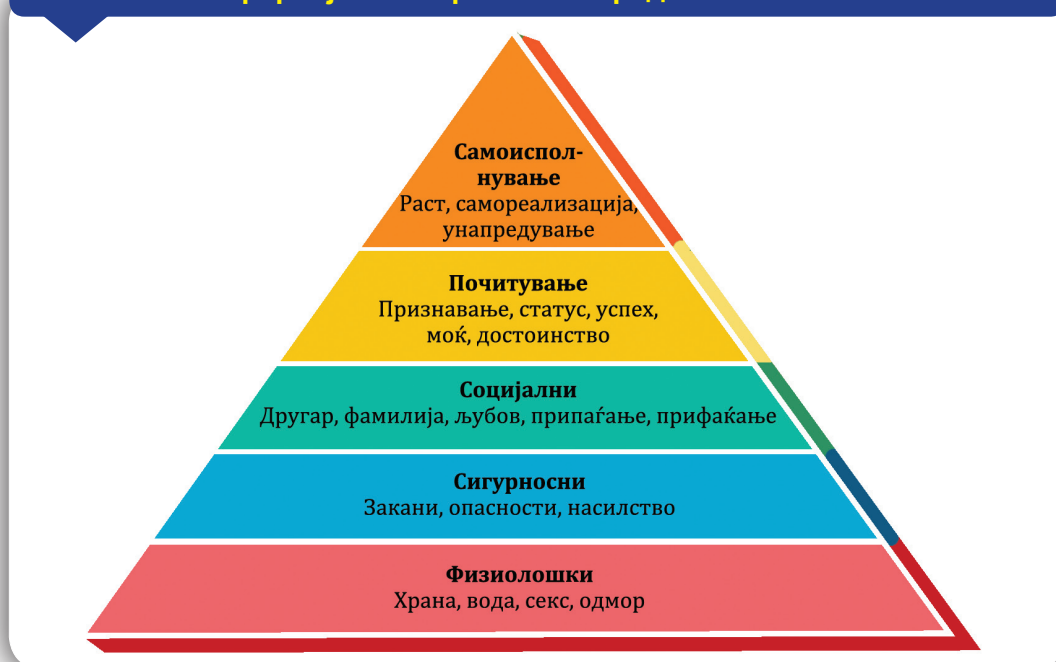 Самоиспол-
нување
Раст, самореализација,
унапредување
Почитување
Признавање, статус, успех,
моќ, достоинство
Социјални
Другар, фамилија, љубов, припаѓање, прифаќање
Сигурносни
Закани, опасности, насилство
Физиолошки
Храна, вода, секс, одмор